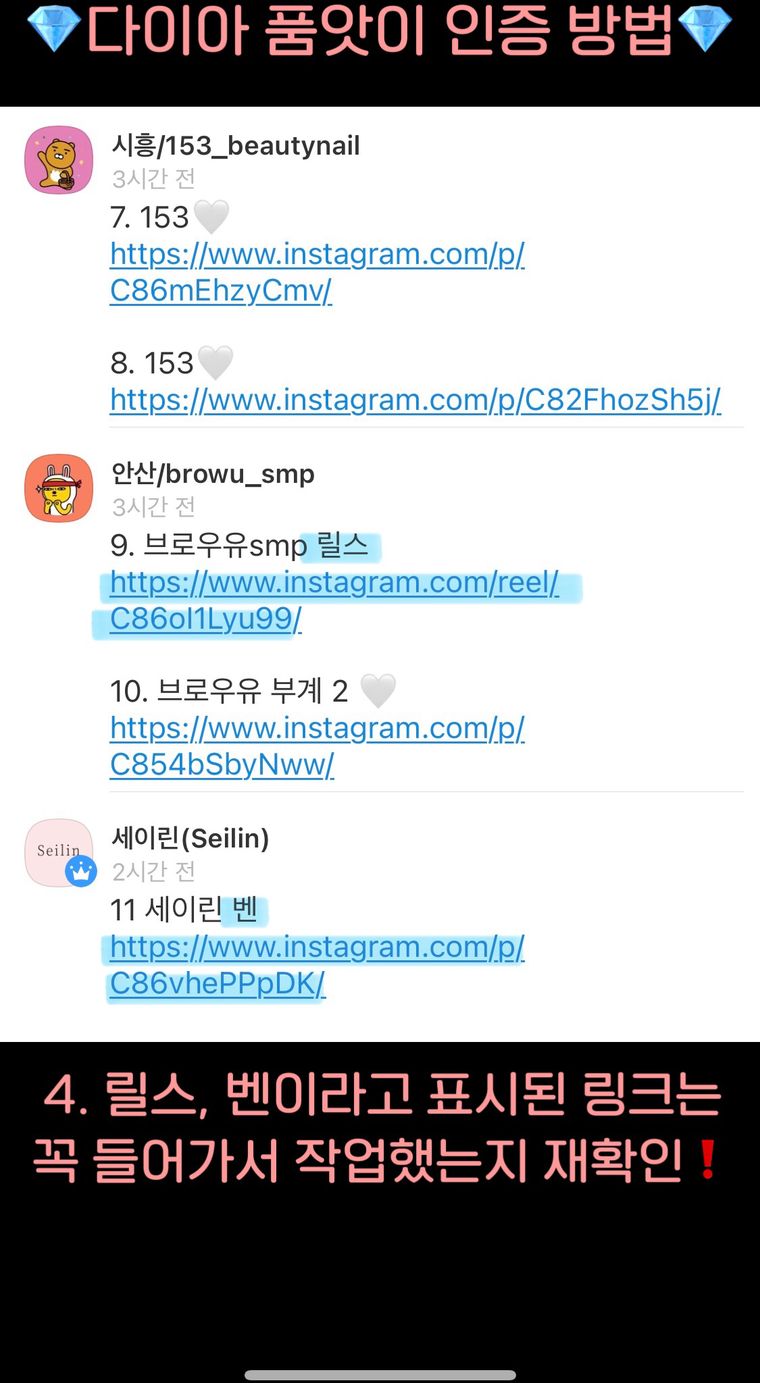 💎다이아 품앗이 인증 방법💎
시흥/153_beautynail
3시간 전
7. 153🤍
https://www.instagram.com/p/
C86mEhzyCmv/
8. 153🤍
https://www.instagram.com/p/C82FhozSh5j/
안산/browu_smp
3시간 전
9. 브로우유smp 릴스
https://www.instagram.com/reel/
C86ol1Lyu99/
10. 브로우유 부계 2 🤍
https://www.instagram.com/p/
C854bSbyNww/
Seilin
세이린(Seilin)
2시간 전
11 세이린 벤
https://www.instagram.com/p/
C86vhePPpDK/
4. 릴스, 벤이라고 표시된 링크는
꼭 들어가서 작업했는지 재확인❗